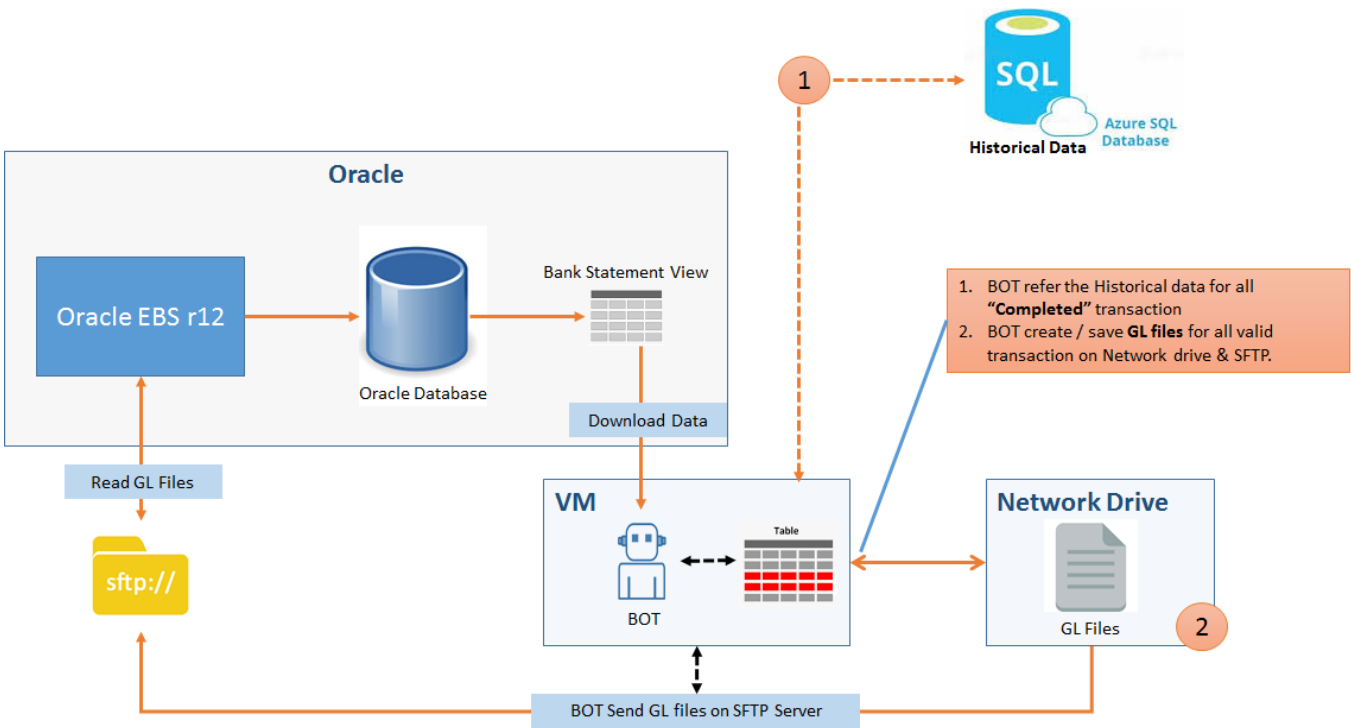 1
SQL
Azure SQL
Database
Historical Data
Oracle
Oracle EBS r12
Oracle Database
Bank Statement View
Download Data
1. BOT refer the Historical data for all
“Completed” transaction
2. BOT create / save GL files for all valid
transaction on Network drive & SFTP.
Read GL Files
sftp://
VM
BOT
Table
Network Drive
GL Files
2
BOT Send GL files on SFTP Server